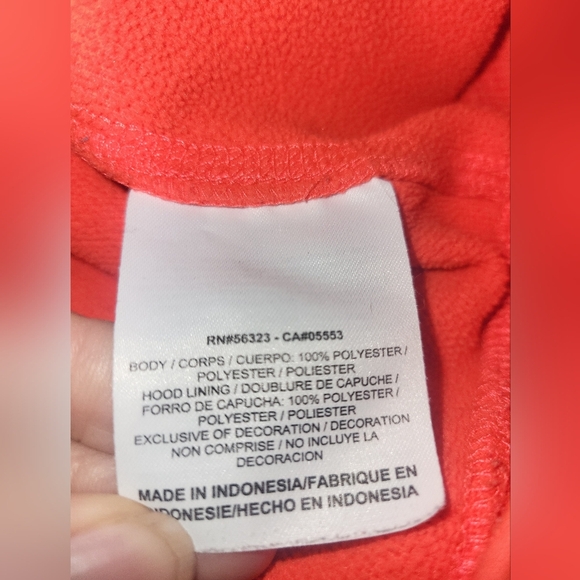 RN#56323 - CA#05553
BODY / CORPS / CUERPO: 100% POLYESTER /
POLYESTER / POLIESTER
HOOD LINING / DOUBLURE DE CAPUCHE /
FORRO DE CAPUCHA: 100% POLYESTER /
POLYESTER / POLIESTER
EXCLUSIVE OF DECORATION / DECORATION
NON COMPRISE / NO INCLUYE LA
DECORACION
MADE IN INDONESIA/FABRIQUE EN
INDONESIE/HECHO EN INDONESIA